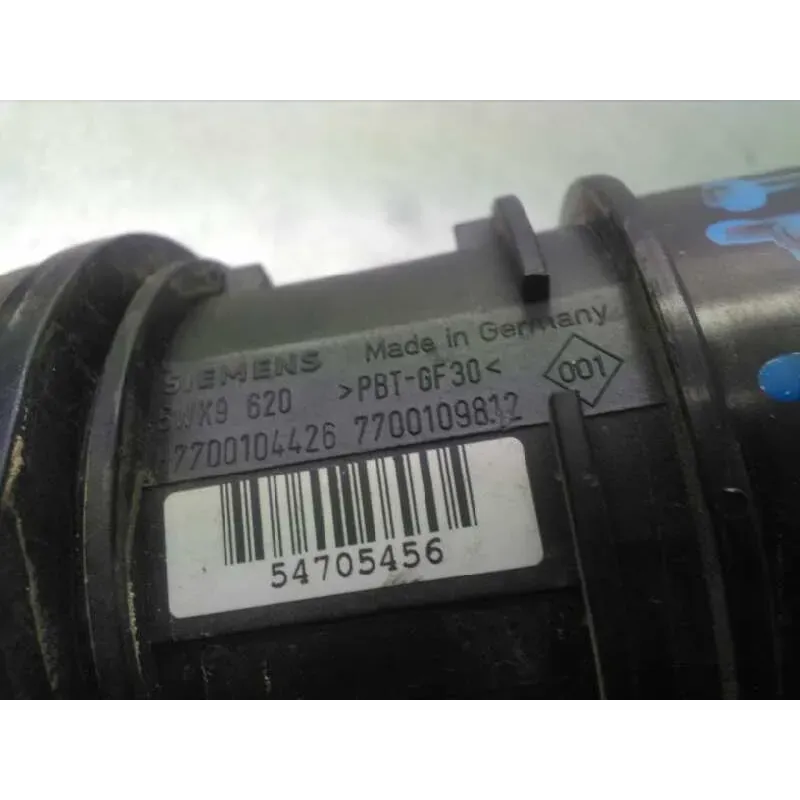 SIEMENS Made in Germany
5WK9 620 >PBT-GF30< 001
7700104426 7700109812
54705456